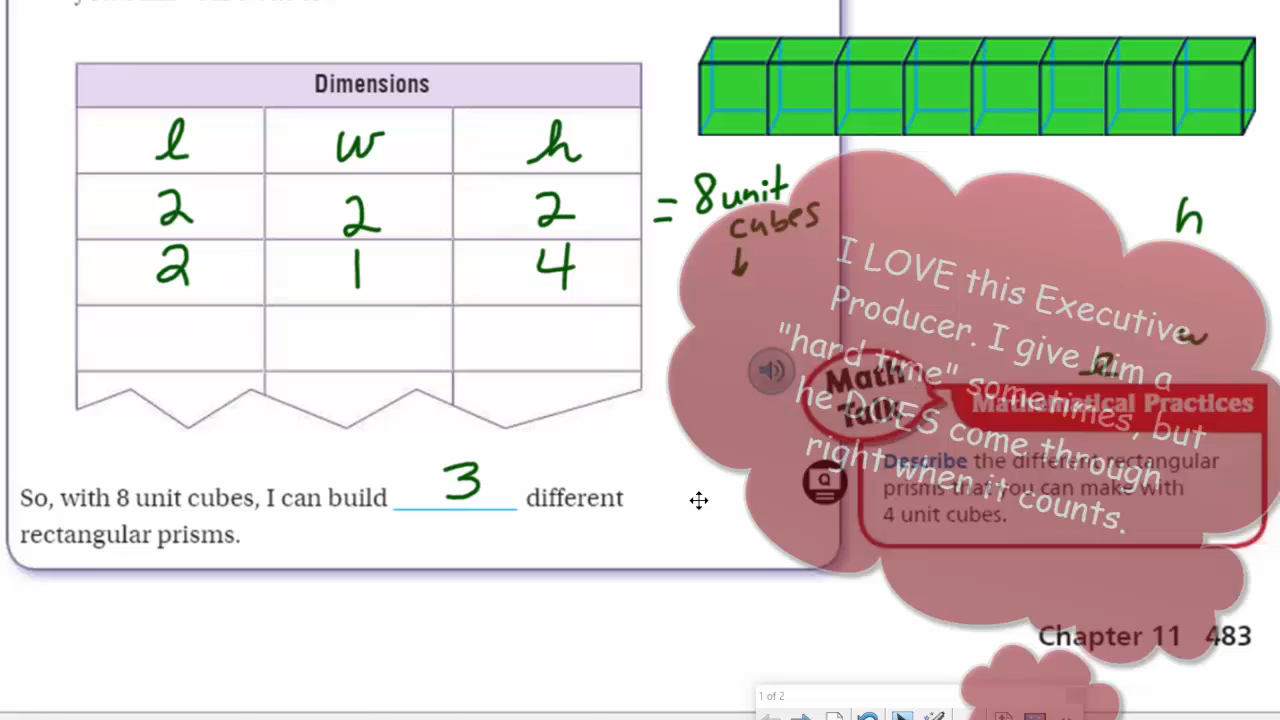 Dimensions
l w h
2 2 2 = 8 unit
cubes
2 1 4
h
w
l
I LOVE this Executive
Producer. I give him a
"hard time" sometimes, but
he DOES come through
right when it counts.
Math
Talk
Mathematical Practices
Describe the different rectangular
prisms that you can make with
4 unit cubes.
So, with 8 unit cubes, I can build 3 different
rectangular prisms.
Chapter 11 483
1 of 2